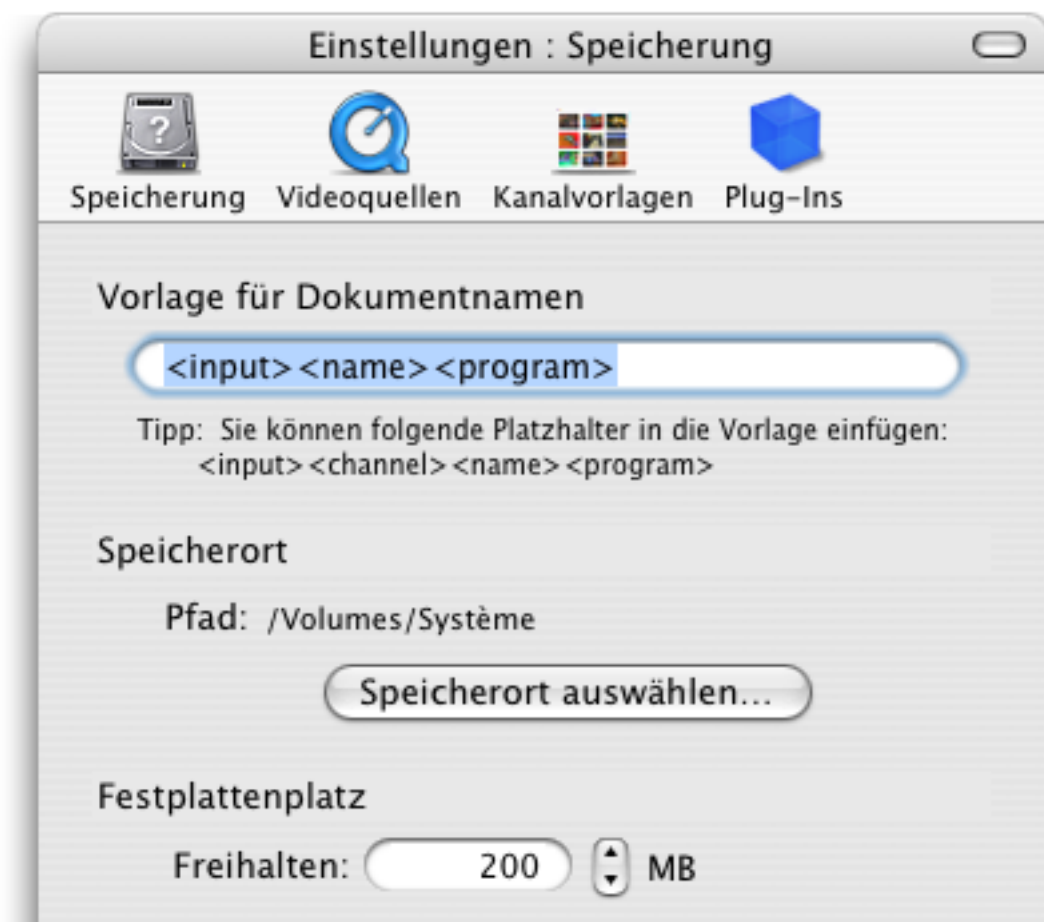 Einstellungen : Speicherung
?
Speicherung Videoquellen Kanalvorlagen Plug-Ins
Vorlage für Dokumentnamen
<input><name><program>
Tipp: Sie können folgende Platzhalter in die Vorlage einfügen:
<input><channel><name><program>
Speicherort
Pfad: /Volumes/Système
Speicherort auswählen...
Festplattenplatz
Freihalten: 200 MB